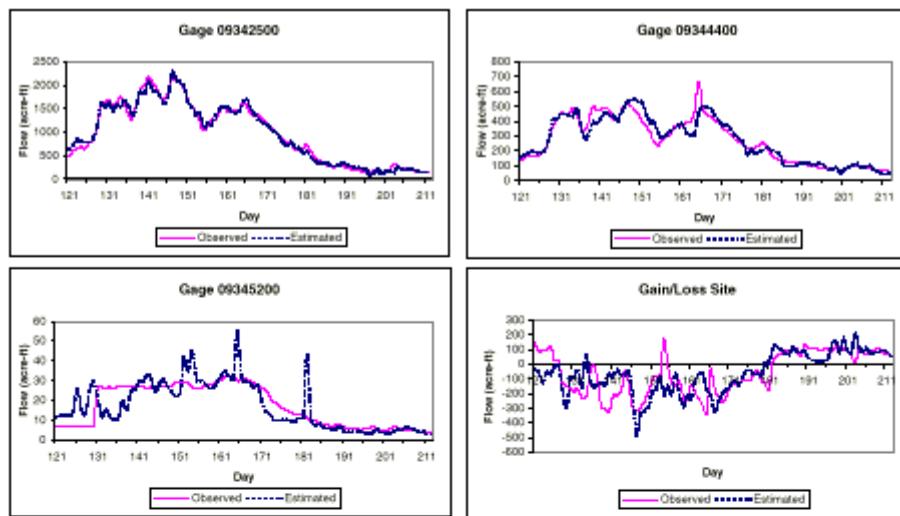 Gage 09342500
Flow (acre-ft)
2500
2000
1500
1000
500
0
121 131 141 151 161 171 181 191 201 211
Day
Observed Estimated
Gage 09344400
Flow (acre-ft)
800
700
600
500
400
300
200
100
0
121 131 141 151 161 171 181 191 201 211
Day
Observed Estimated
Gage 09345200
Flow (acre-ft)
60
50
40
30
20
10
0
121 131 141 151 161 171 181 191 201 211
Day
Observed Estimated
Gain/Loss Site
Flow (acre-ft)
300
200
100
0
-100
-200
-300
-400
-500
-600
191 201 211
Day
Observed Estimated